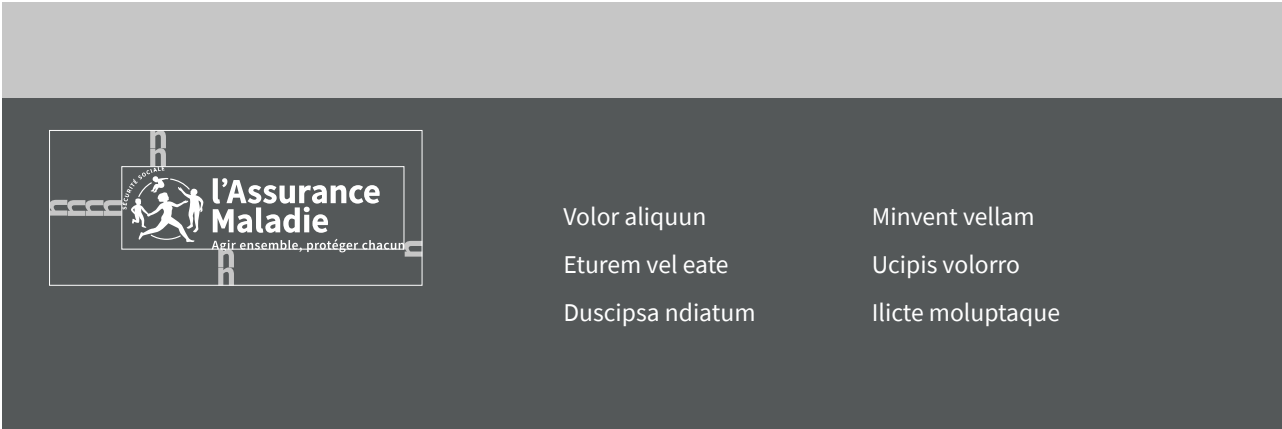 SÉCURITÉ SOCIALE
l'Assurance
Maladie
Agir ensemble, protéger chacun
n
n
cccc
n
n
n
Volor aliquun
Minvent vellam
Eturem vel eate
Ucipis volorro
Duscipsa ndiatum
Ilicte moluptaque